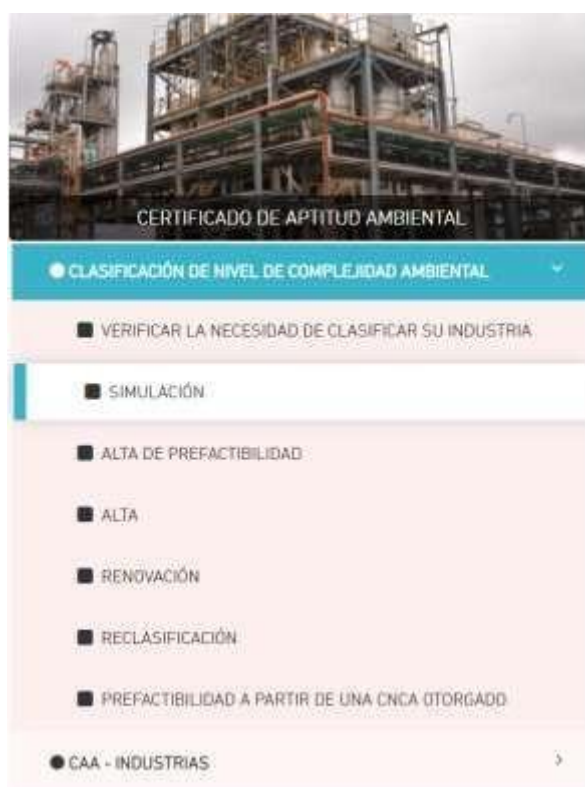 CERTIFICADO DE APTITUD AMBIENTAL
CLASIFICACIÓN DE NIVEL DE COMPLEJIDAD AMBIENTAL
VERIFICAR LA NECESIDAD DE CLASIFICAR SU INDUSTRIA
SIMULACIÓN
ALTA DE PREFACTIBILIDAD
ALTA
RENOVACIÓN
RECLASIFICACIÓN
PREFACTIBILIDAD A PARTIR DE UNA CNCA OTORGADO
CAA - INDUSTRIAS